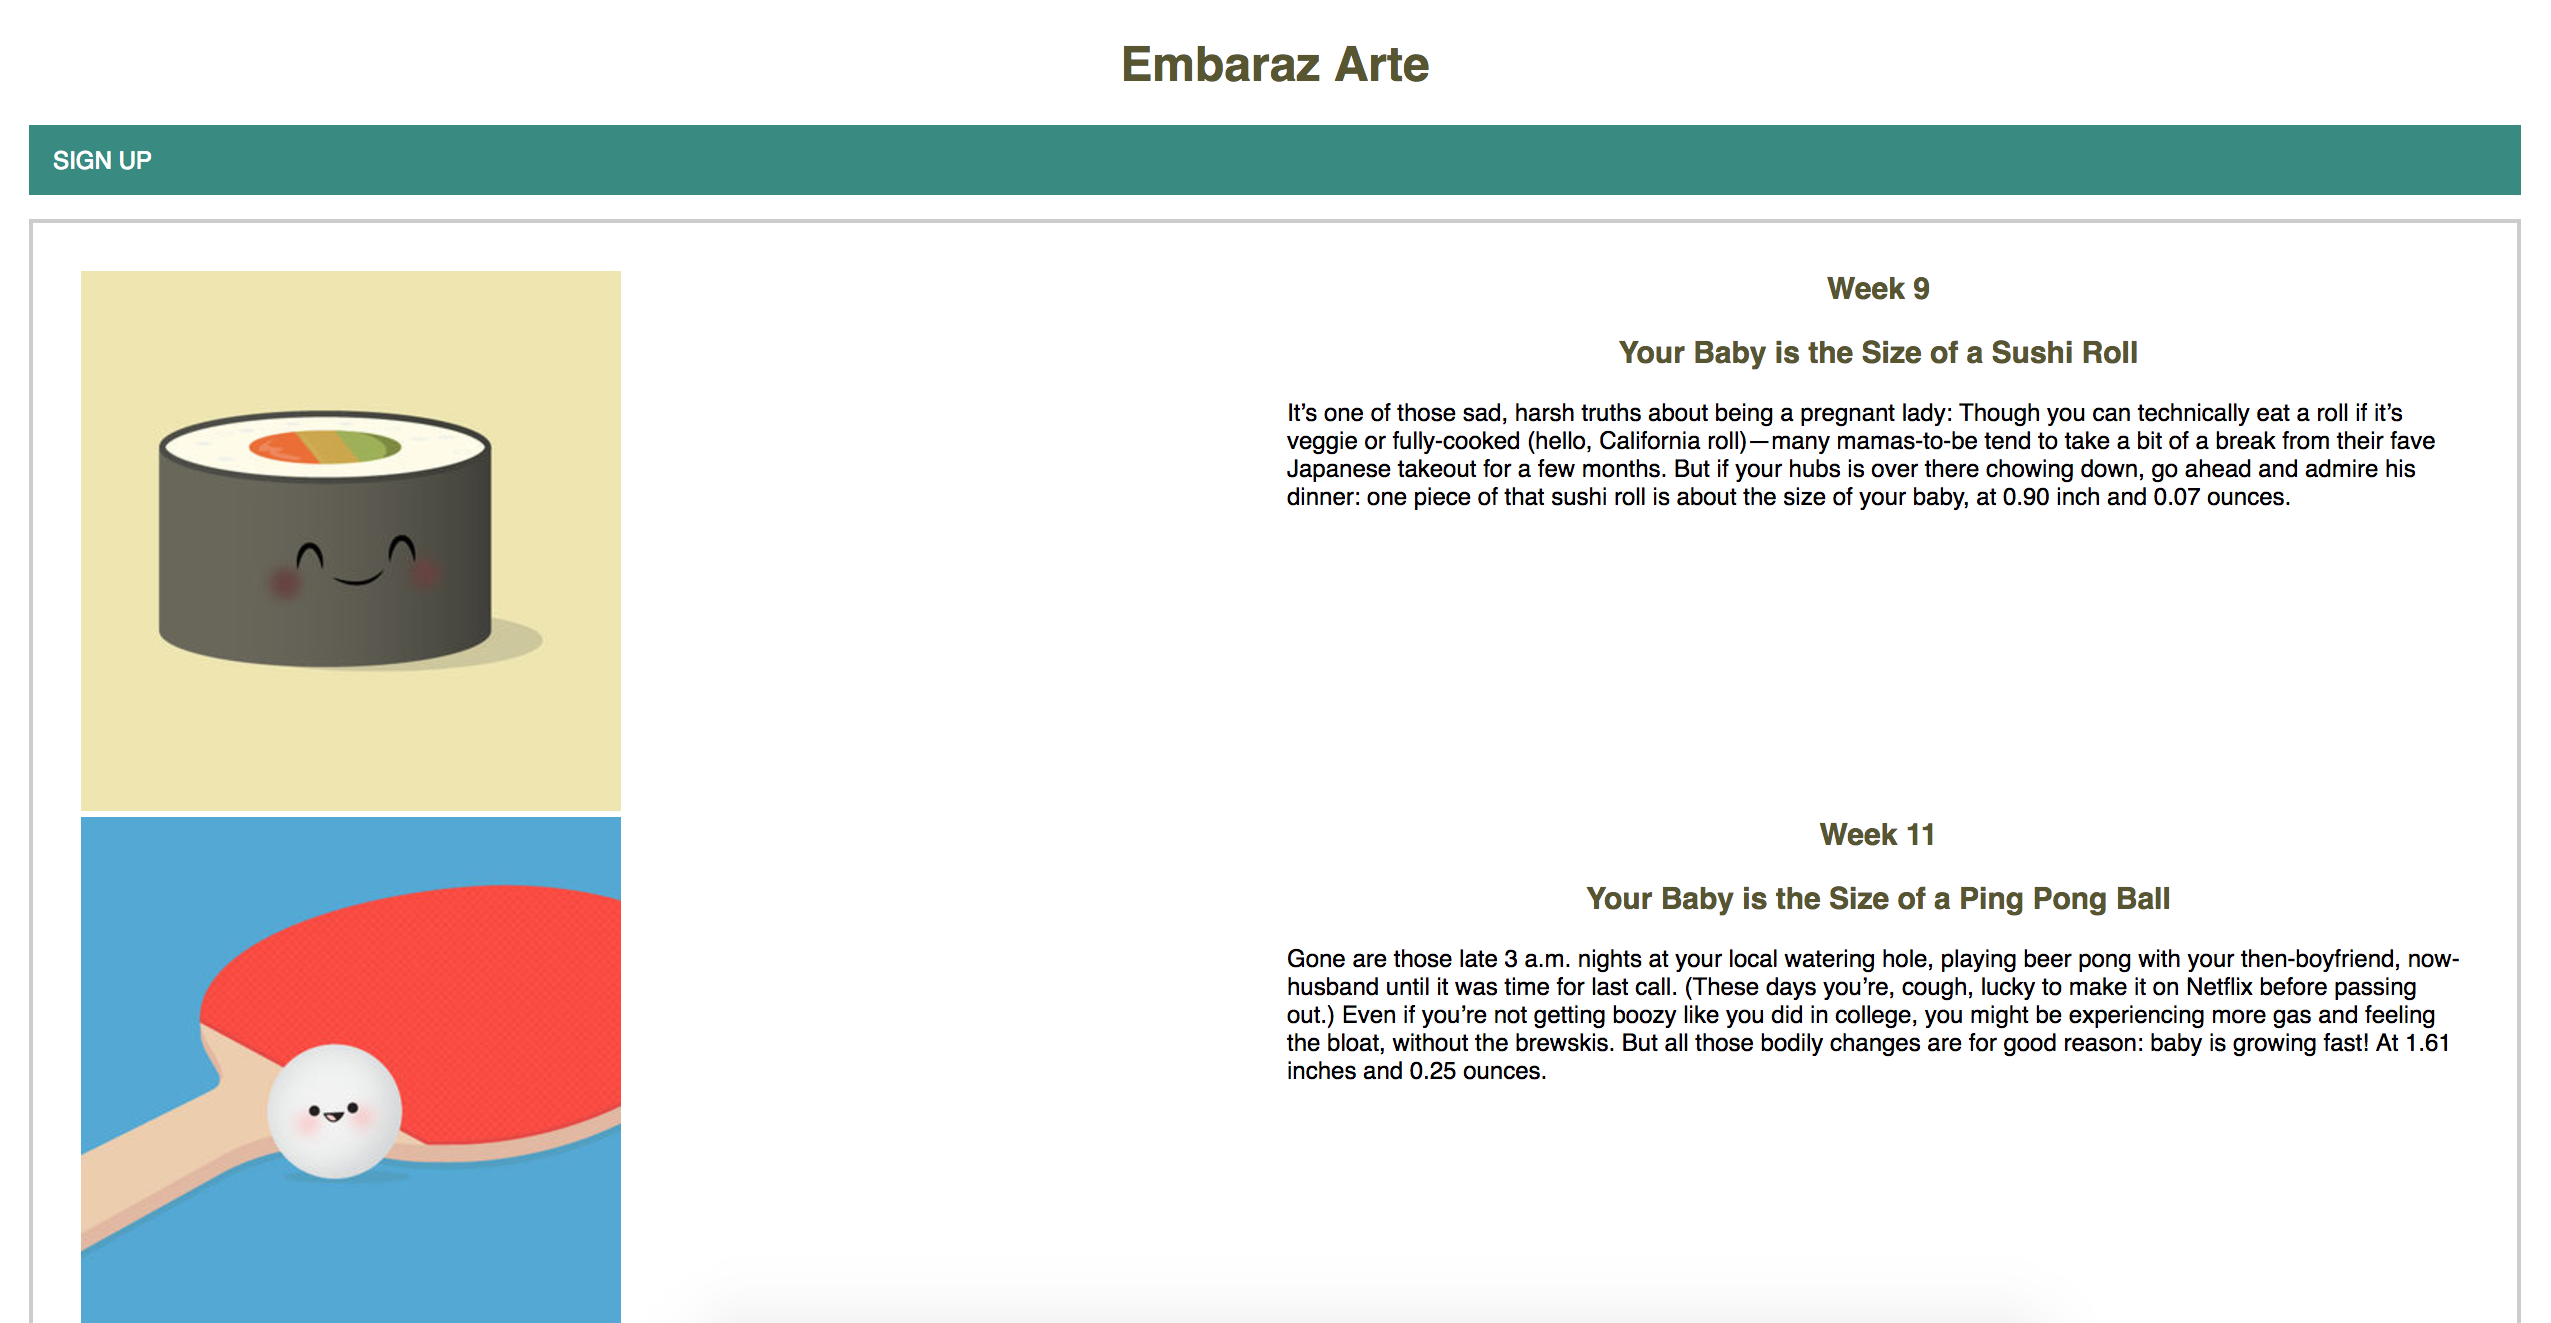 Embaraz Arte
SIGN UP
Week 9
Your Baby is the Size of a Sushi Roll
It’s one of those sad, harsh truths about being a pregnant lady: Though you can technically eat a roll if it’s
veggie or fully-cooked (hello, California roll)—many mamas-to-be tend to take a bit of a break from their fave
Japanese takeout for a few months. But if your hubs is over there chowing down, go ahead and admire his
dinner: one piece of that sushi roll is about the size of your baby, at 0.90 inch and 0.07 ounces.
Week 11
Your Baby is the Size of a Ping Pong Ball
Gone are those late 3 a.m. nights at your local watering hole, playing beer pong with your then-boyfriend, now-
husband until it was time for last call. (These days you’re, cough, lucky to make it on Netflix before passing
out.) Even if you’re not getting boozy like you did in college, you might be experiencing more gas and feeling
the bloat, without the brewskis. But all those bodily changes are for good reason: baby is growing fast! At 1.61
inches and 0.25 ounces.